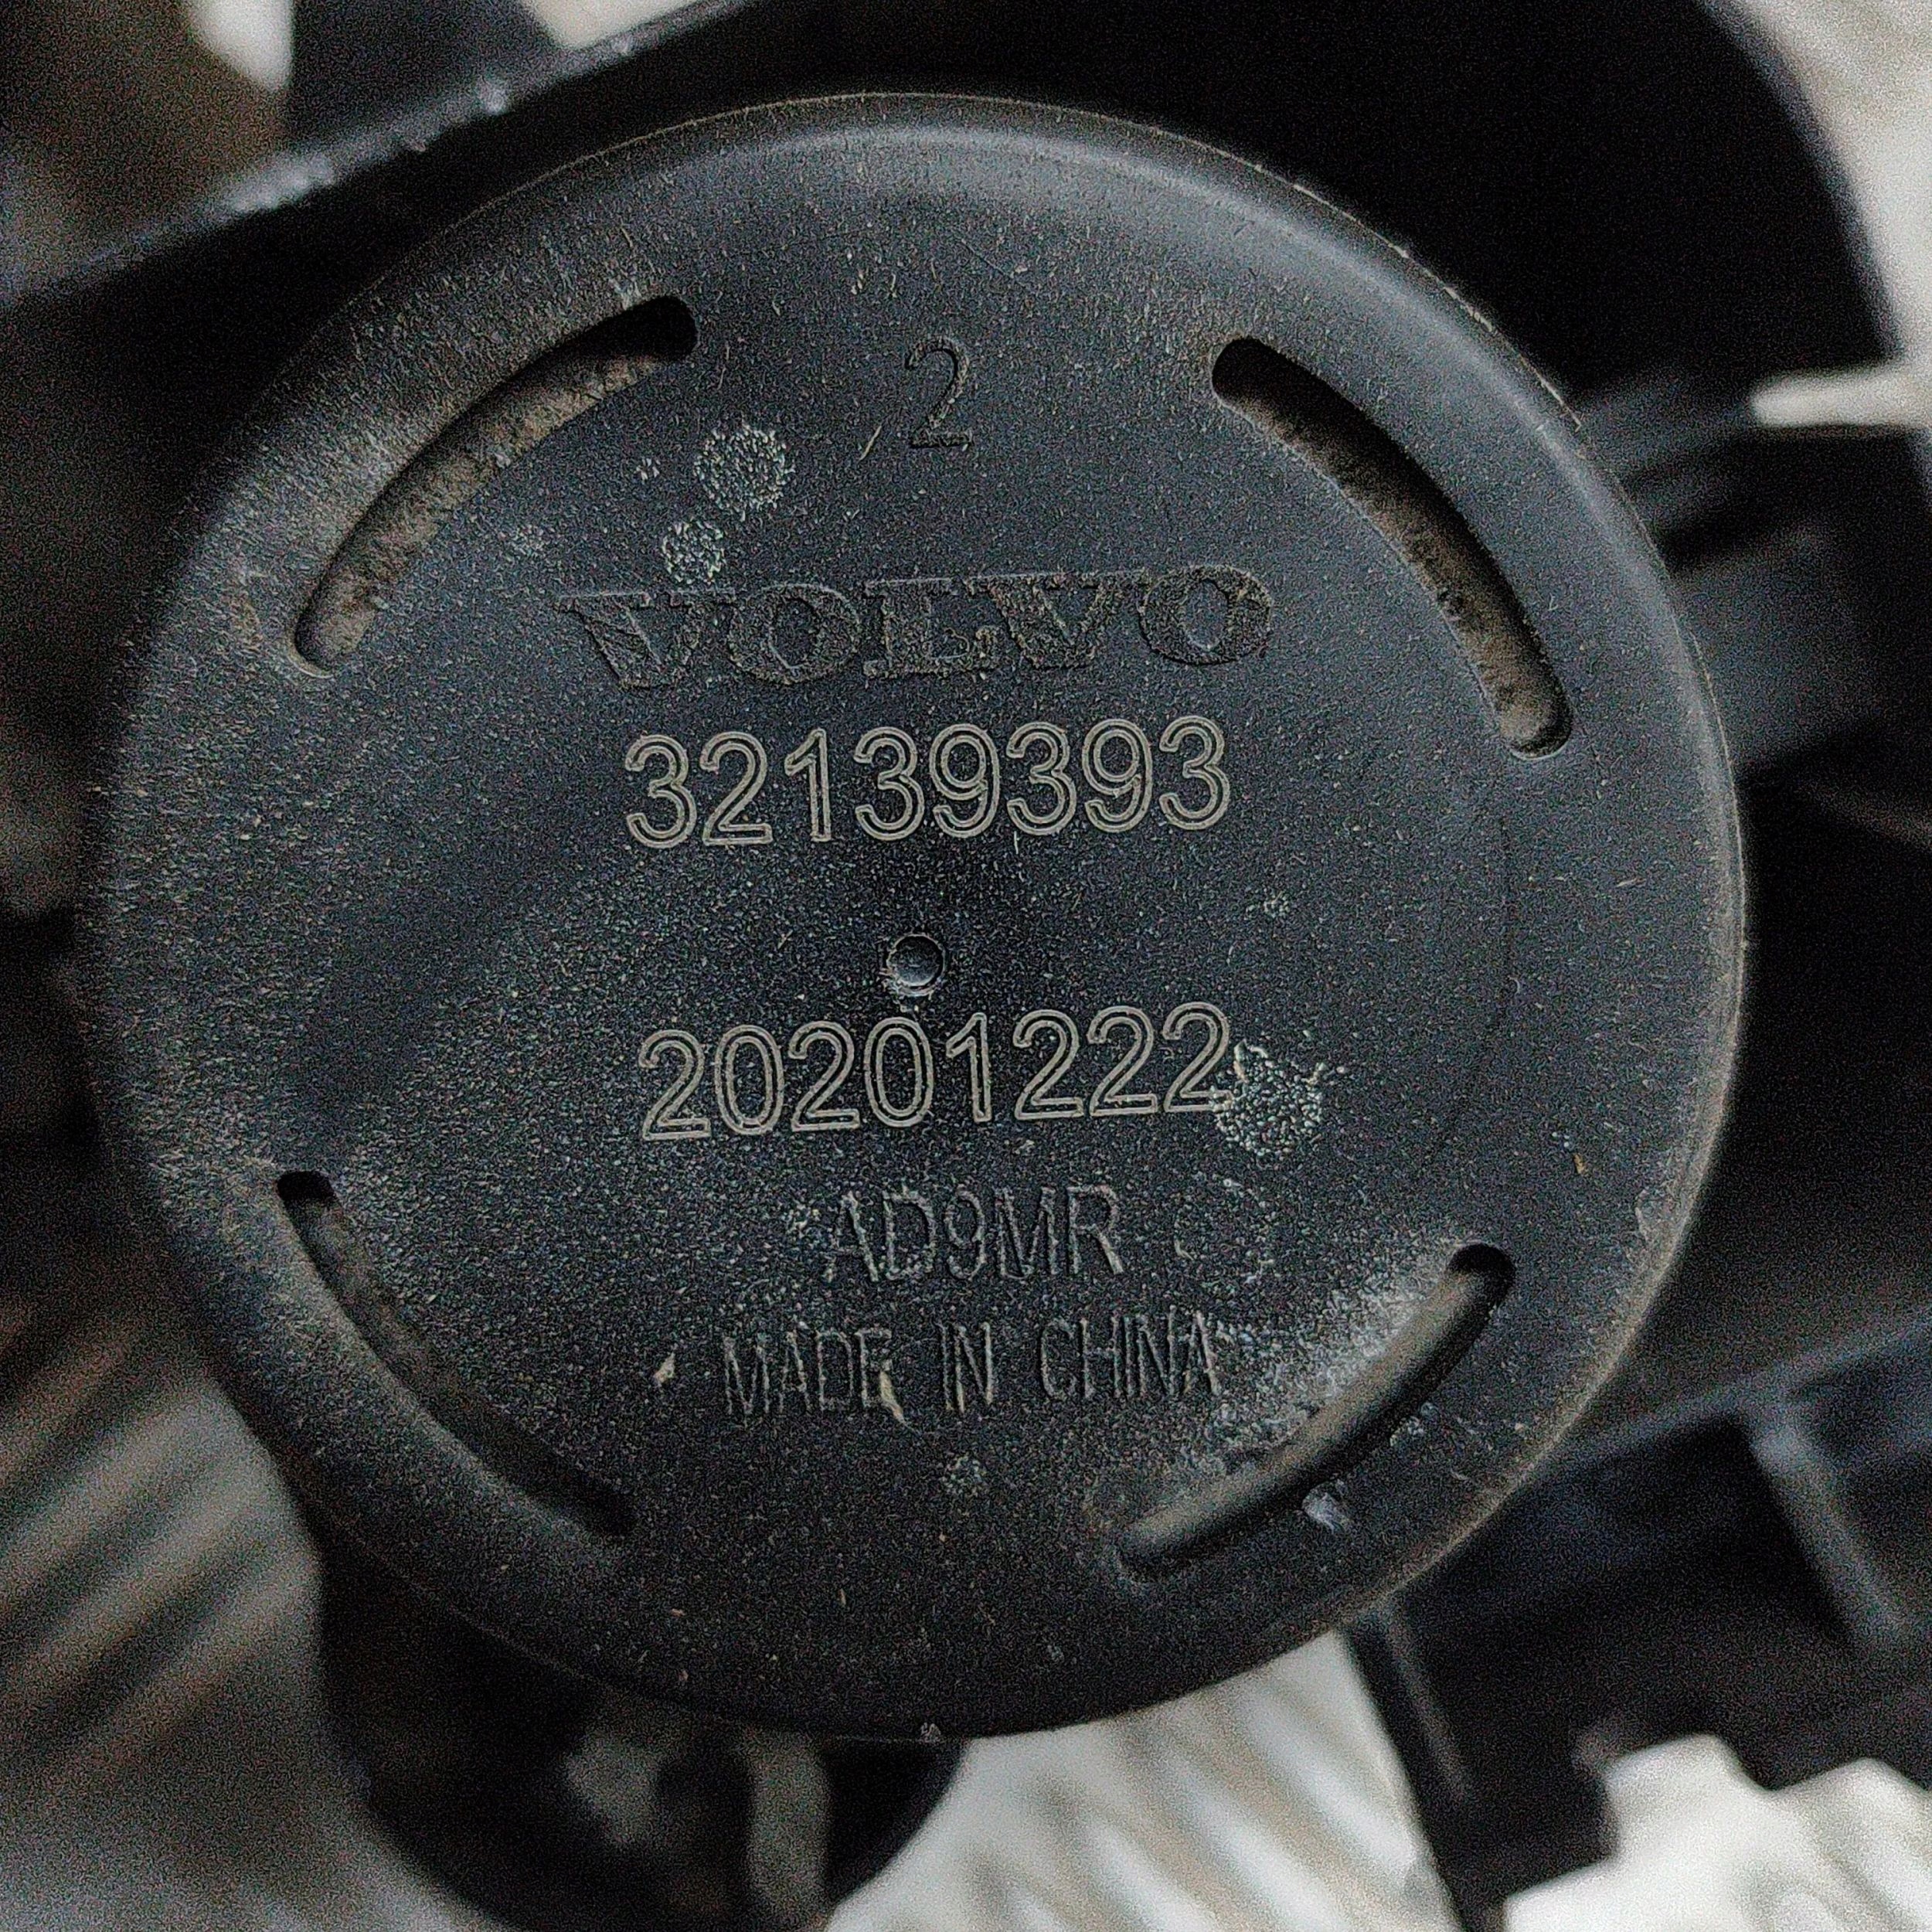 2
VOLVO
32139393
20201222
AD9MR
MADE IN CHINA